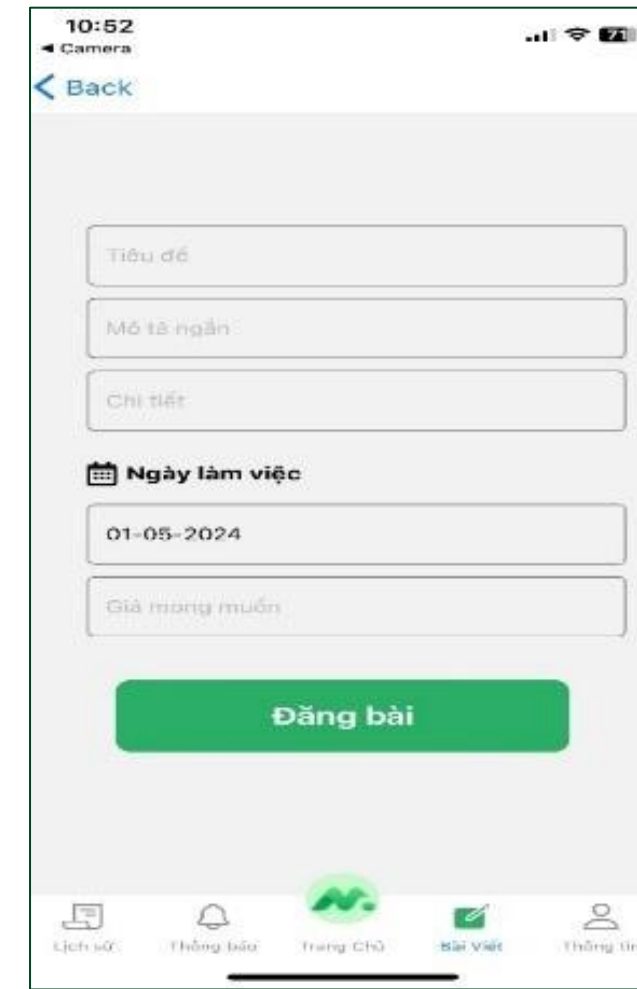 10:52
◄ Camera
71
Back
Tiêu đề
Mô tả ngắn
Chi tiết
Ngày làm việc
01-05-2024
Giá mong muốn
Đăng bài
Lịch sử Thông báo Trang Chủ Bài Viết Thông tin